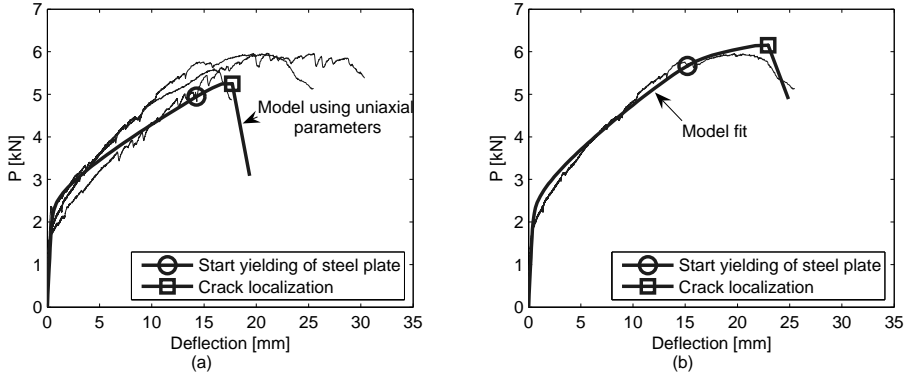 7
6
5
4
3
2
1
0
P [kN]
Model using uniaxial
parameters
Start yielding of steel plate
Crack localization
0 5 10 15 20 25 30 35
Deflection [mm]
(a)
7
6
5
4
3
2
1
0
P [kN]
Model fit
Start yielding of steel plate
Crack localization
0 5 10 15 20 25 30 35
Deflection [mm]
(b)